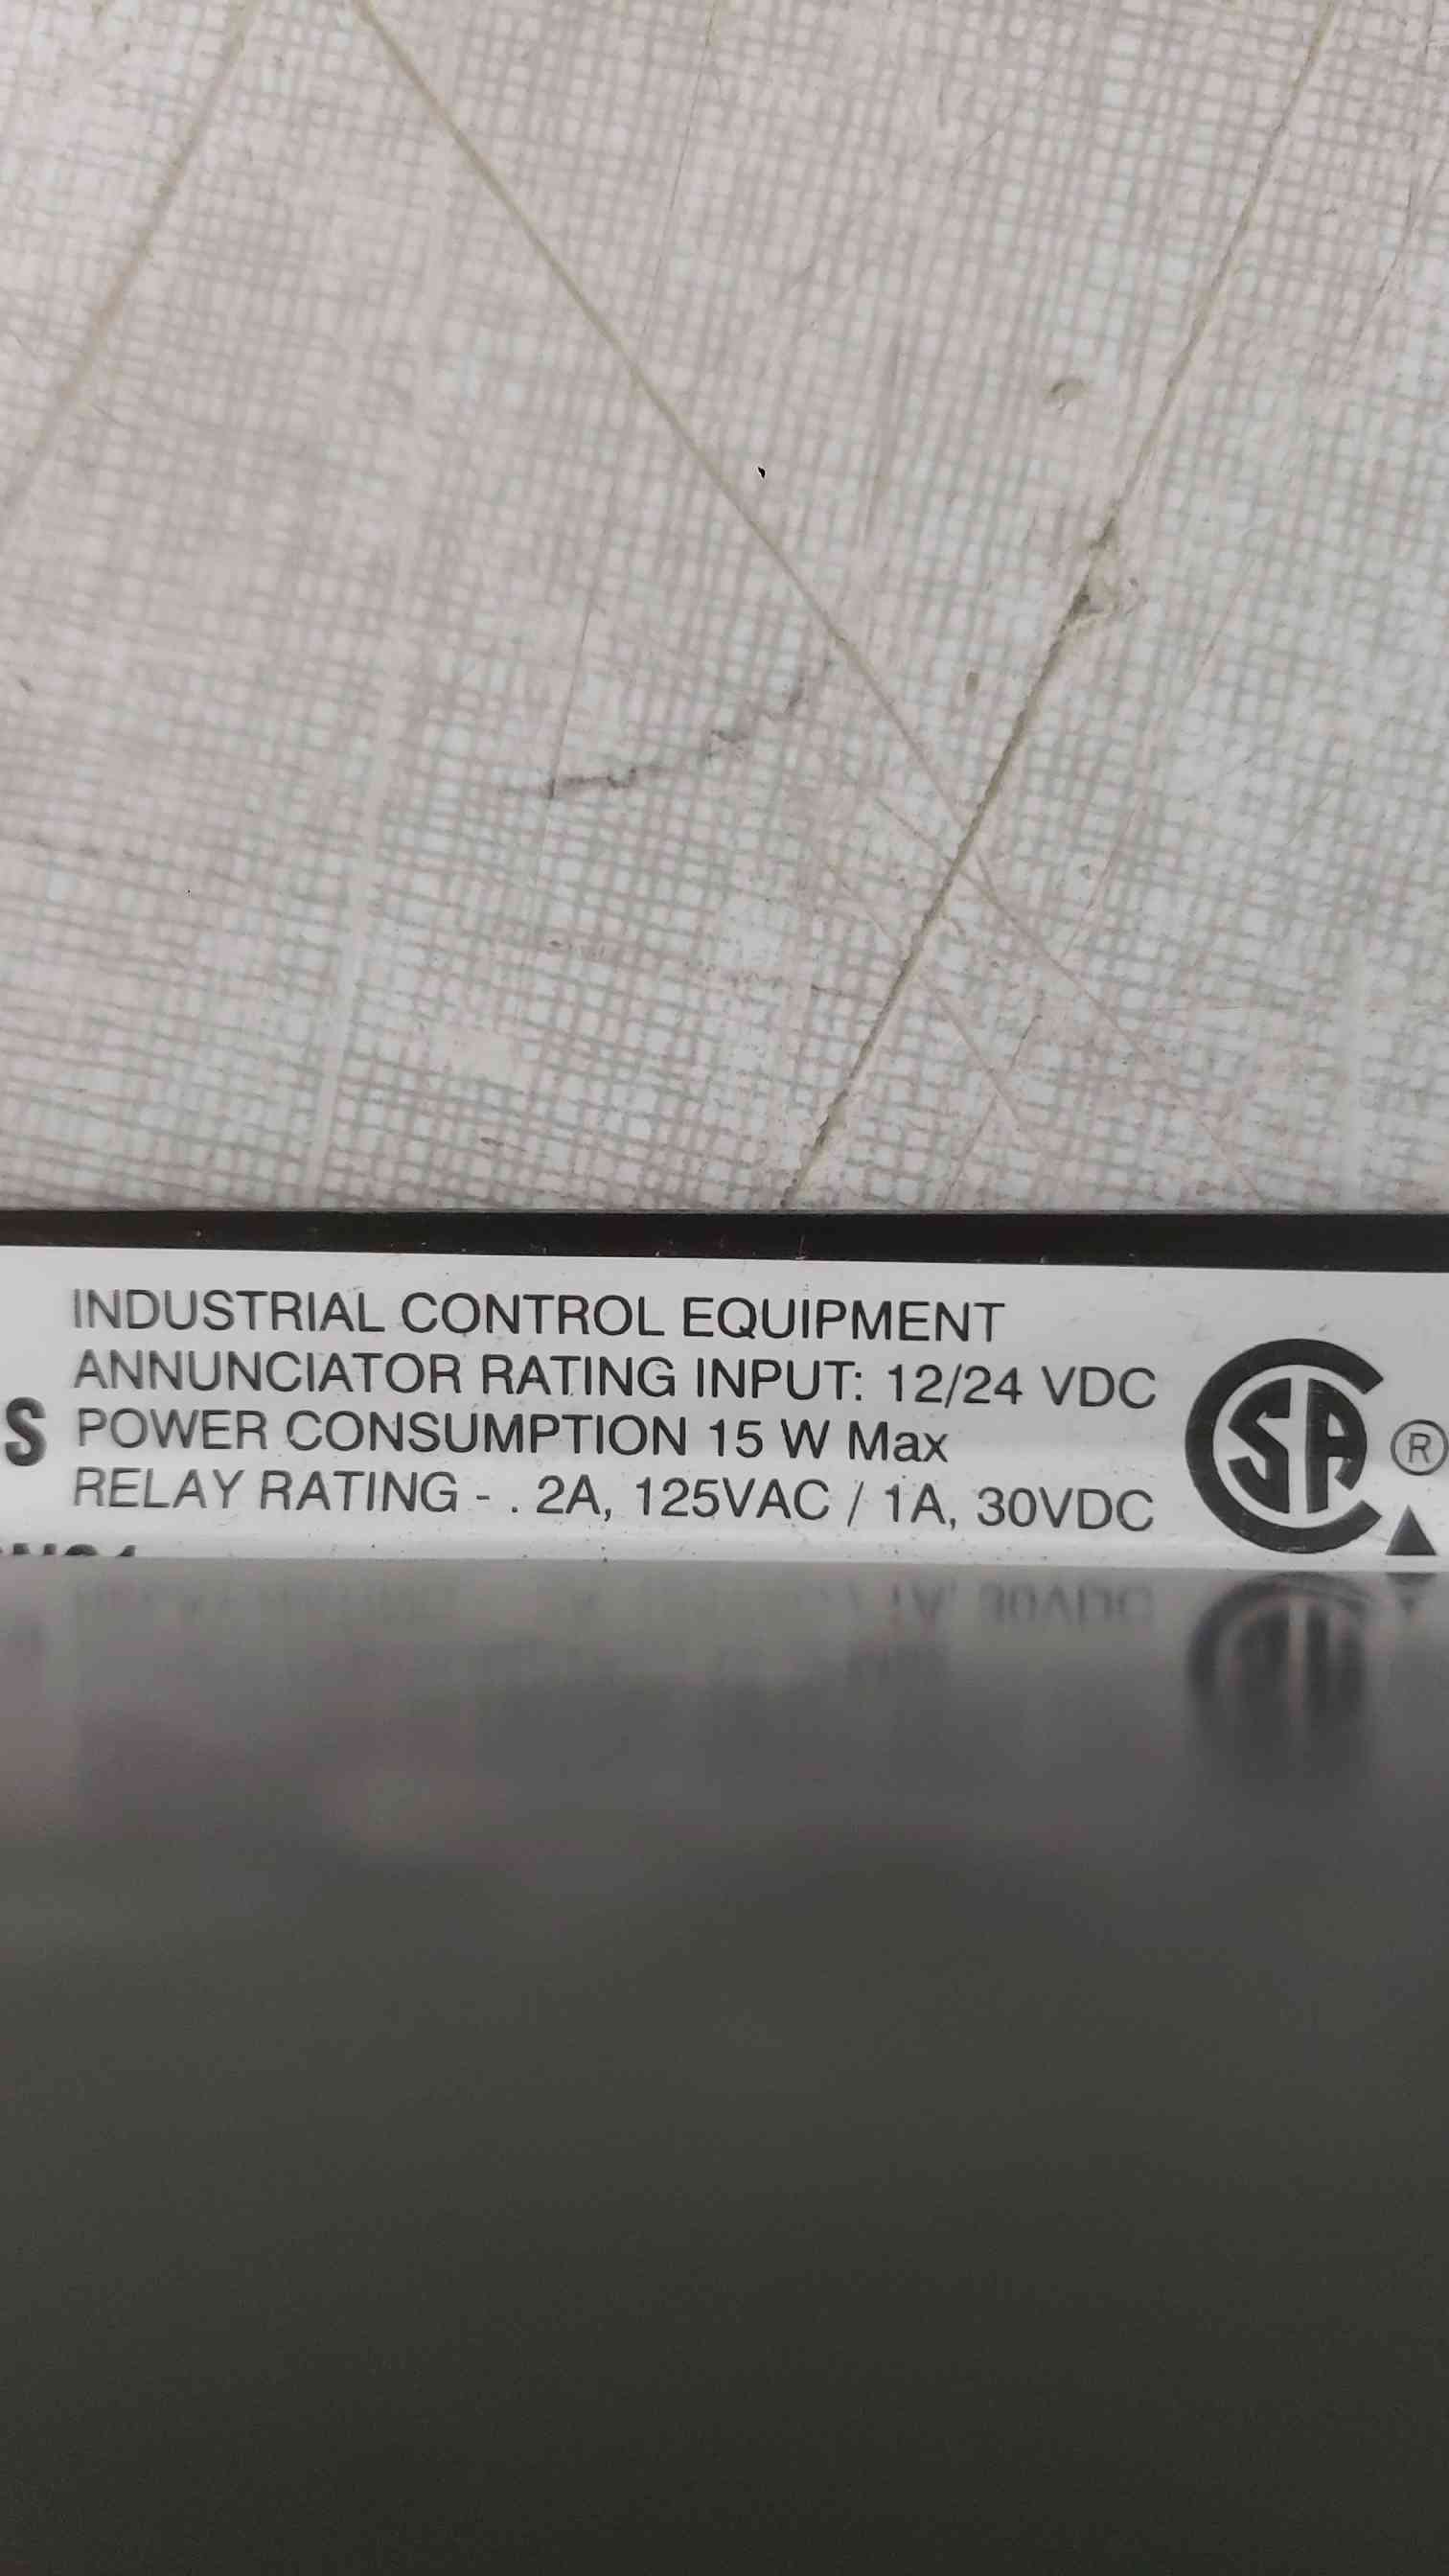 INDUSTRIAL CONTROL EQUIPMENT
ANNUNCIATOR RATING INPUT: 12/24 VDC
S POWER CONSUMPTION 15 W Max
RELAY RATING - . 2A, 125VAC / 1A, 30VDC
SA ®